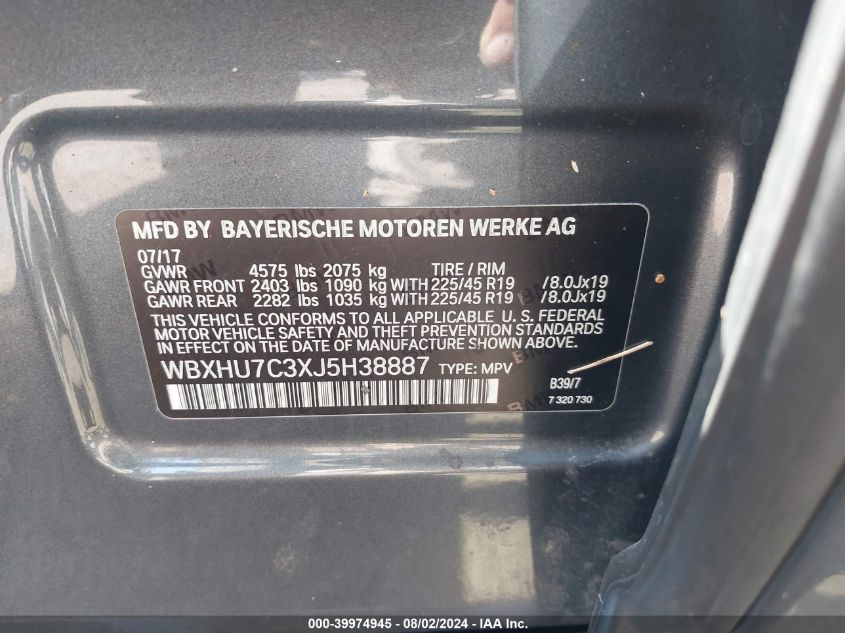 MFD BY BAYERISCHE MOTOREN WERKE AG
07/17
GVWR 4575 lbs 2075 kg TIRE / RIM
GAWR FRONT 2403 lbs 1090 kg WITH 225/45 R19 /8.0Jx19
GAWR REAR 2282 lbs 1035 kg WITH 225/45 R19 /8.0Jx19
THIS VEHICLE CONFORMS TO ALL APPLICABLE U. S. FEDERAL
MOTOR VEHICLE SAFETY AND THEFT PREVENTION STANDARDS
IN EFFECT ON THE DATE OF MANUFACTURE SHOWN ABOVE.
WBXHU7C3XJ5H38887 TYPE: MPV
B39/7
7 320 730
000-39974945 - 08/02/2024 - IAA Inc.